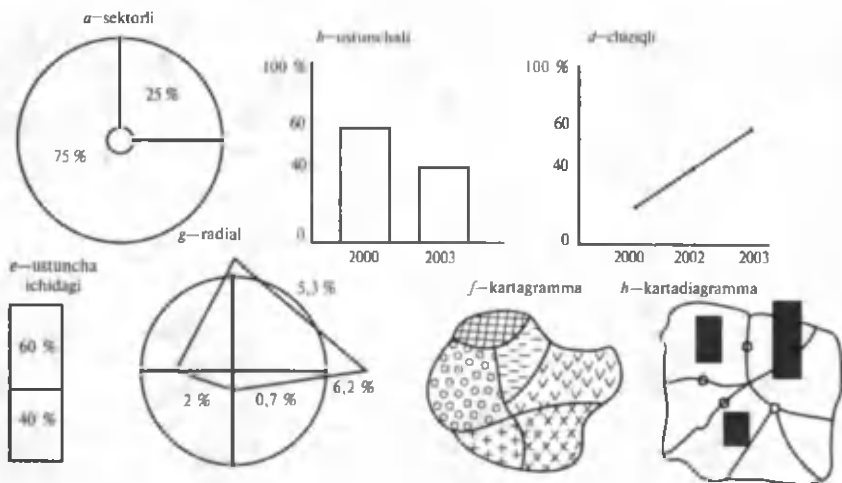 a—sektorli
25 %
75 %
b—ustunchali
100 %
60
40
0
2000 2003
d—chiziqli
100 %
60
40
0
2000 2002 2003
e—ustuncha
ichidagi
60 %
40 %
g—radial
5,3 %
2 % 0,7 % 6,2 %
f—kartagramma
h—kartadiagramma